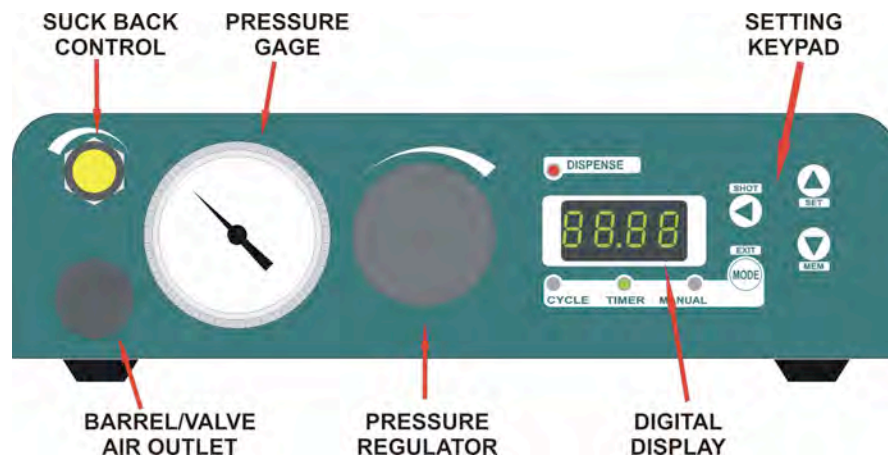 SUCK BACK
CONTROL
PRESSURE
GAGE
SETTING
KEYPAD
DISPENSE
SHOT
SET
88.88
EXIT
MODE
MEM
CYCLE TIMER MANUAL
BARREL/VALVE
AIR OUTLET
PRESSURE
REGULATOR
DIGITAL
DISPLAY